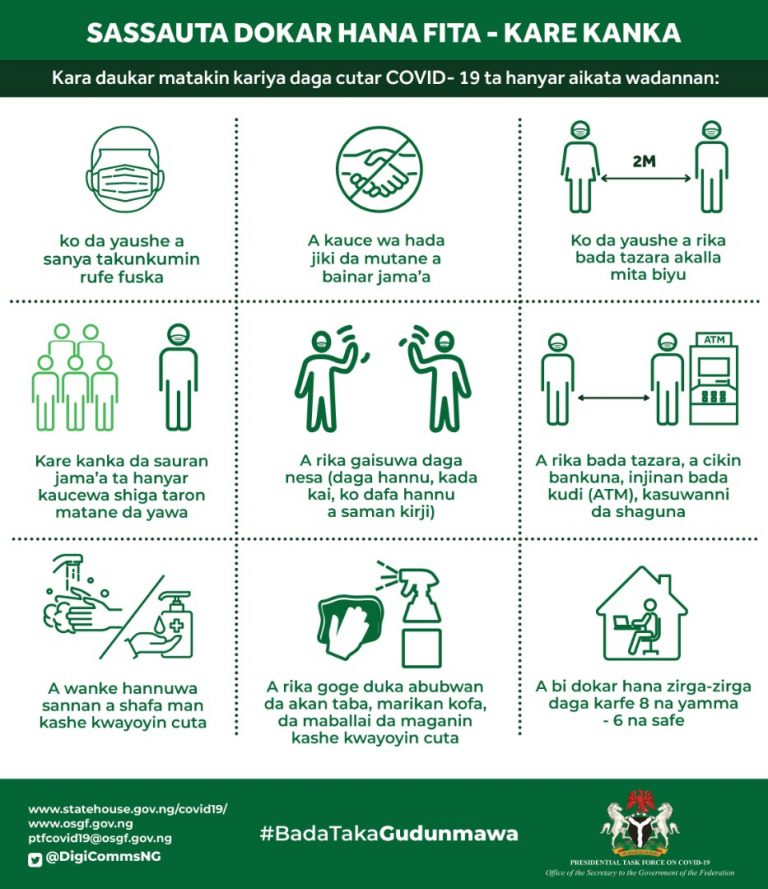 SASSAUTA DOKAR HANA FITA - KARE KANKA
Kara daukar matakin kariya daga cutar COVID- 19 ta hanyar aikata wadannan:
ko da yaushe a
sanya takunkumin
rufe fuska
A kauce wa hada
jiki da mutane a
bainar jama'a
2M
Ko da yaushe a rika
bada tazara akalla
mita biyu
Kare kanka da sauran
jama'a ta hanyar
kaucewa shiga taron
matane da yawa
A rika gaisuwa daga
nesa (daga hannu, kada
kai, ko dafa hannu
a saman kirji)
ATM
A rika bada tazara, a cikin
bankuna, injinan bada
kudi (ATM), kasuwanni
da shaguna
A wanke hannuwa
sannan a shafa man
kashe kwayoyin cuta
A rika goge duka abubwan
da akan taba, marikan kofa,
da maballai da maganin
kashe kwayoyin cuta
A bi dokar hana zirga-zirga
daga karfe 8 na yamma
- 6 na safe
www.statehouse.gov.ng/covid19/
www.osgf.gov.ng
ptfcovid19@osgf.gov.ng
@DigiCommsNG
#BadaTakaGudunmawa
PRESIDENTIAL TASK FORCE ON COVID-19
Office of the Secretary to the Government of the Federation